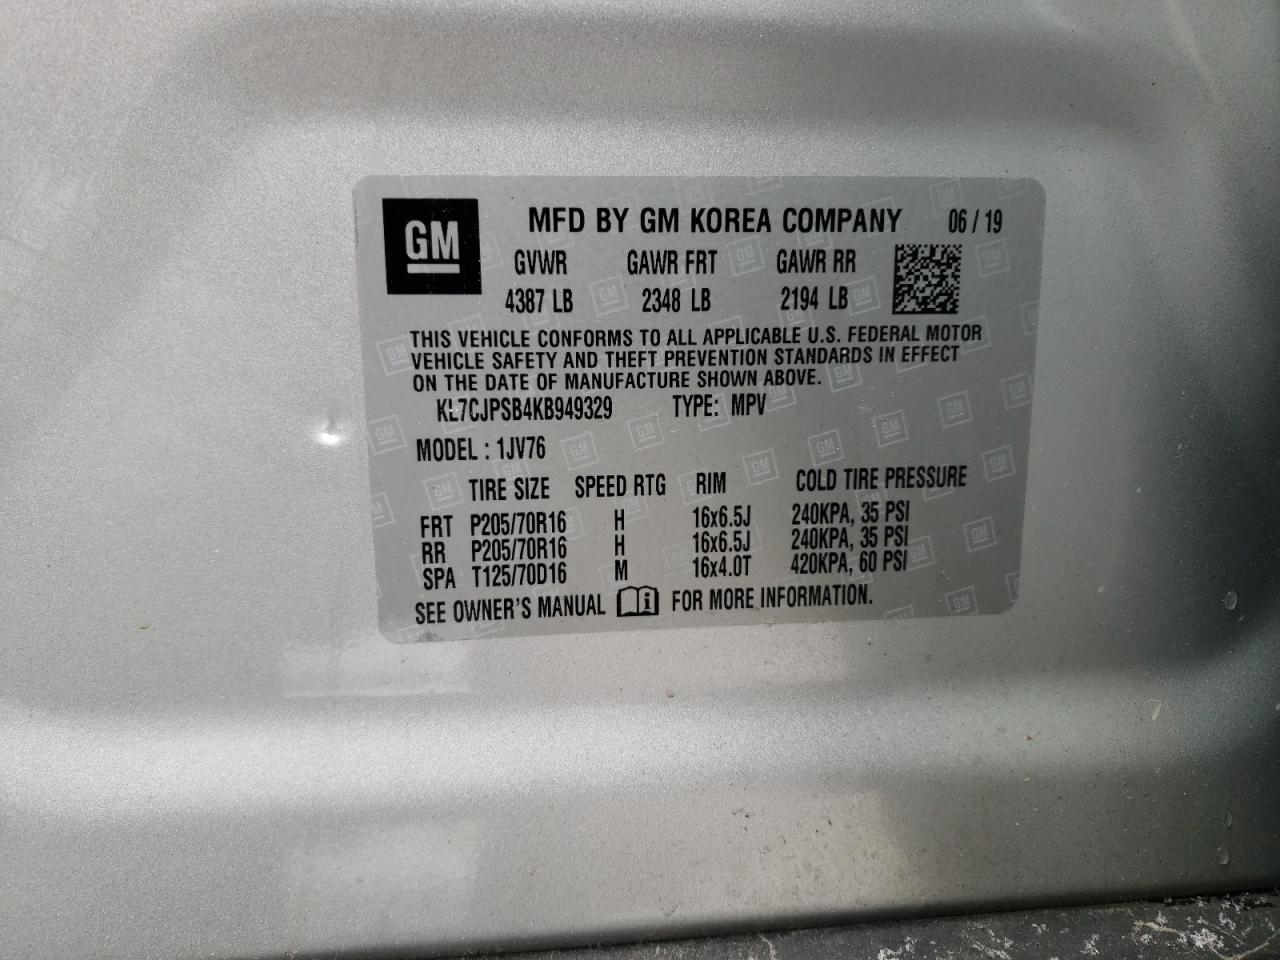 GM MFD BY GM KOREA COMPANY 06 / 19
GVWR GAWR FRT GAWR RR
4387 LB 2348 LB 2194 LB
THIS VEHICLE CONFORMS TO ALL APPLICABLE U.S. FEDERAL MOTOR
VEHICLE SAFETY AND THEFT PREVENTION STANDARDS IN EFFECT
ON THE DATE OF MANUFACTURE SHOWN ABOVE.
KL7CJPSB4KB949329 TYPE: MPV
MODEL : 1JV76
TIRE SIZE SPEED RTG RIM COLD TIRE PRESSURE
FRT P205/70R16 H 16x6.5J 240KPA, 35 PSI
RR P205/70R16 H 16x6.5J 240KPA, 35 PSI
SPA T125/70D16 M 16x4.0T 420KPA, 60 PSI
SEE OWNER'S MANUAL i FOR MORE INFORMATION.